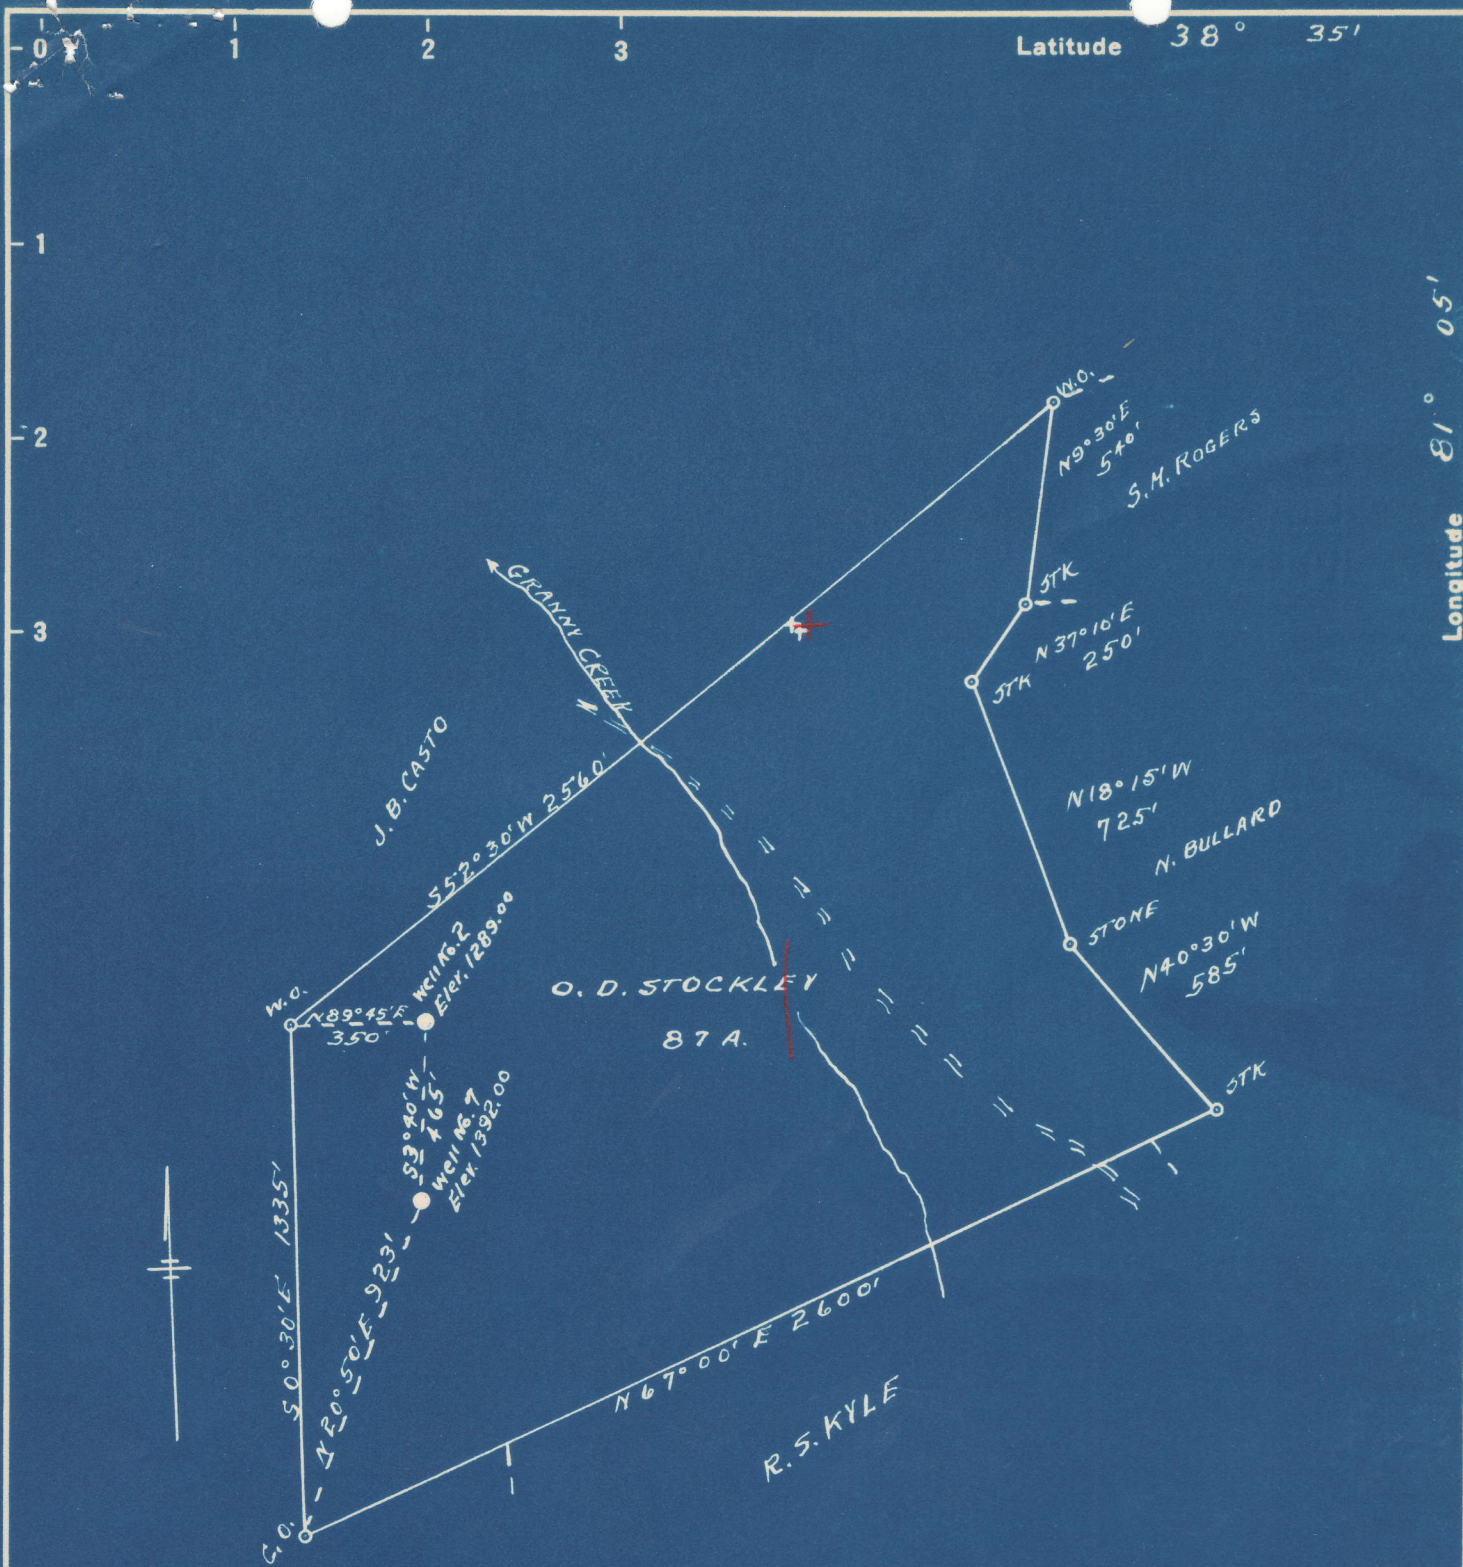 0 1 2 3 Latitude 38° 35'
1
2
3
Longitude 81° 05'
W.O.
N9°30'E
540'
S.M. ROGERS
STK
N37°10'E
250'
STK
GRANNY CREEK
J. B. CASTO
S52°30'W 2560'
N18°15'W
725'
N. BULLARD
STONE
N40°30'W
585'
STK
W.O.
N89°45'E
350'
Well No. 2
Elev. 1289.00
O. D. STOCKLEY
87 A.
S3°40'W
465'
Well No. 7
Elev. 1392.00
S0°30'E 1335'
N20°50'E 923'
N67°00'E 2600'
R. S. KYLE
C.O.